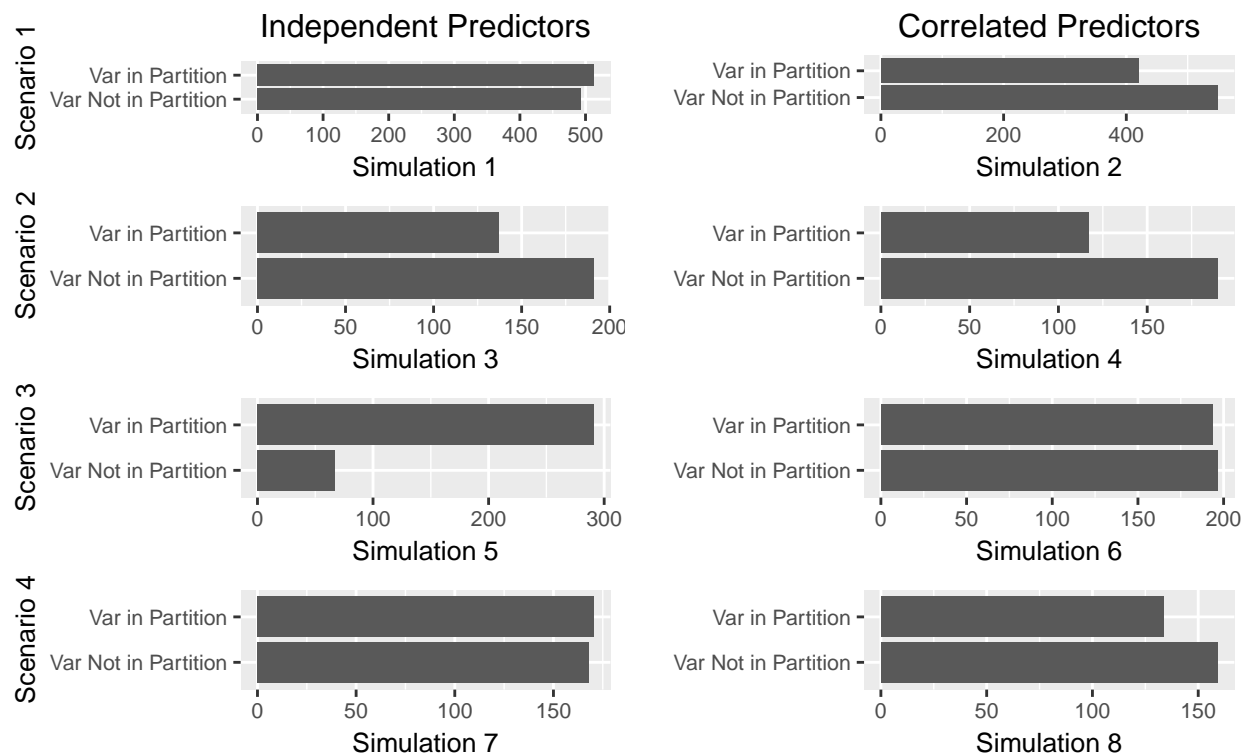 Independent Predictors
Correlated Predictors
Scenario 1
Var in Partition
Var Not in Partition
0 100 200 300 400 500
Simulation 1
Var in Partition
Var Not in Partition
0 200 400
Simulation 2
Scenario 2
Var in Partition
Var Not in Partition
0 50 100 150 200
Simulation 3
Var in Partition
Var Not in Partition
0 50 100 150
Simulation 4
Scenario 3
Var in Partition
Var Not in Partition
0 100 200 300
Simulation 5
Var in Partition
Var Not in Partition
0 50 100 150 200
Simulation 6
Scenario 4
Var in Partition
Var Not in Partition
0 50 100 150
Simulation 7
Var in Partition
Var Not in Partition
0 50 100 150
Simulation 8